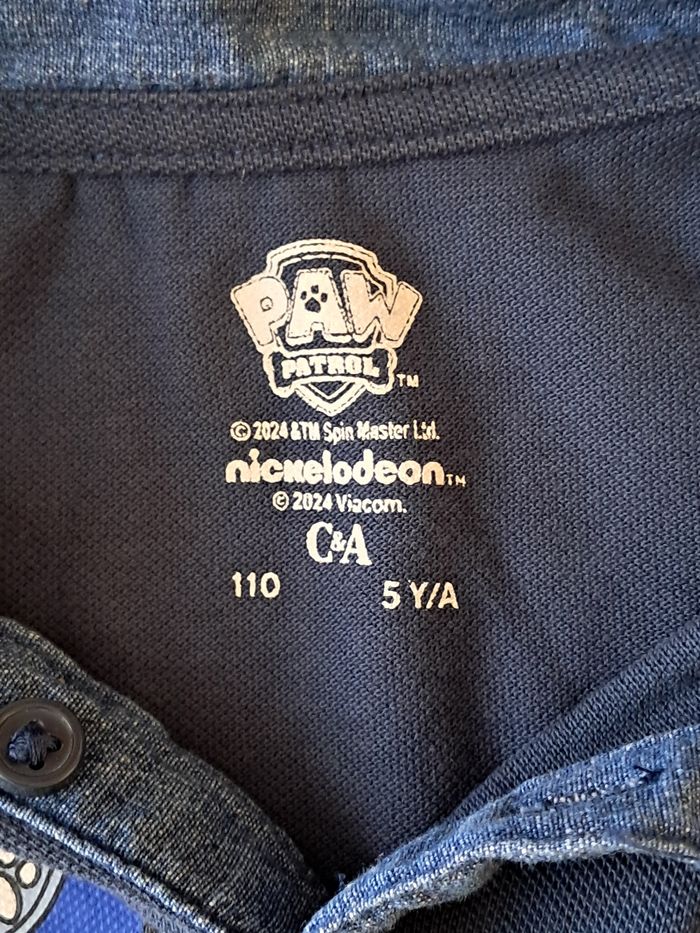 PAW
PATROL TM
© 2024 & TM Spin Master Ltd.
nickelodeon TM
© 2024 Viacom.
C&A
110 5 Y/A